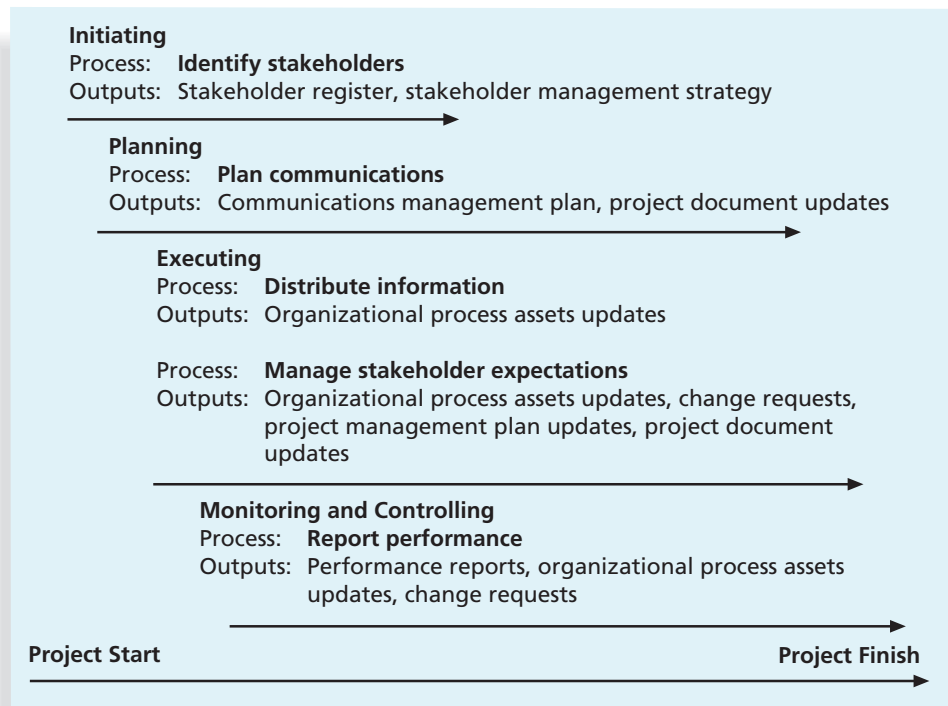 Initiating
Process: Identify stakeholders
Outputs: Stakeholder register, stakeholder management strategy
Planning
Process: Plan communications
Outputs: Communications management plan, project document updates
Executing
Process: Distribute information
Outputs: Organizational process assets updates
Process: Manage stakeholder expectations
Outputs: Organizational process assets updates, change requests,
project management plan updates, project document
updates
Monitoring and Controlling
Process: Report performance
Outputs: Performance reports, organizational process assets
updates, change requests
Project Start Project Finish